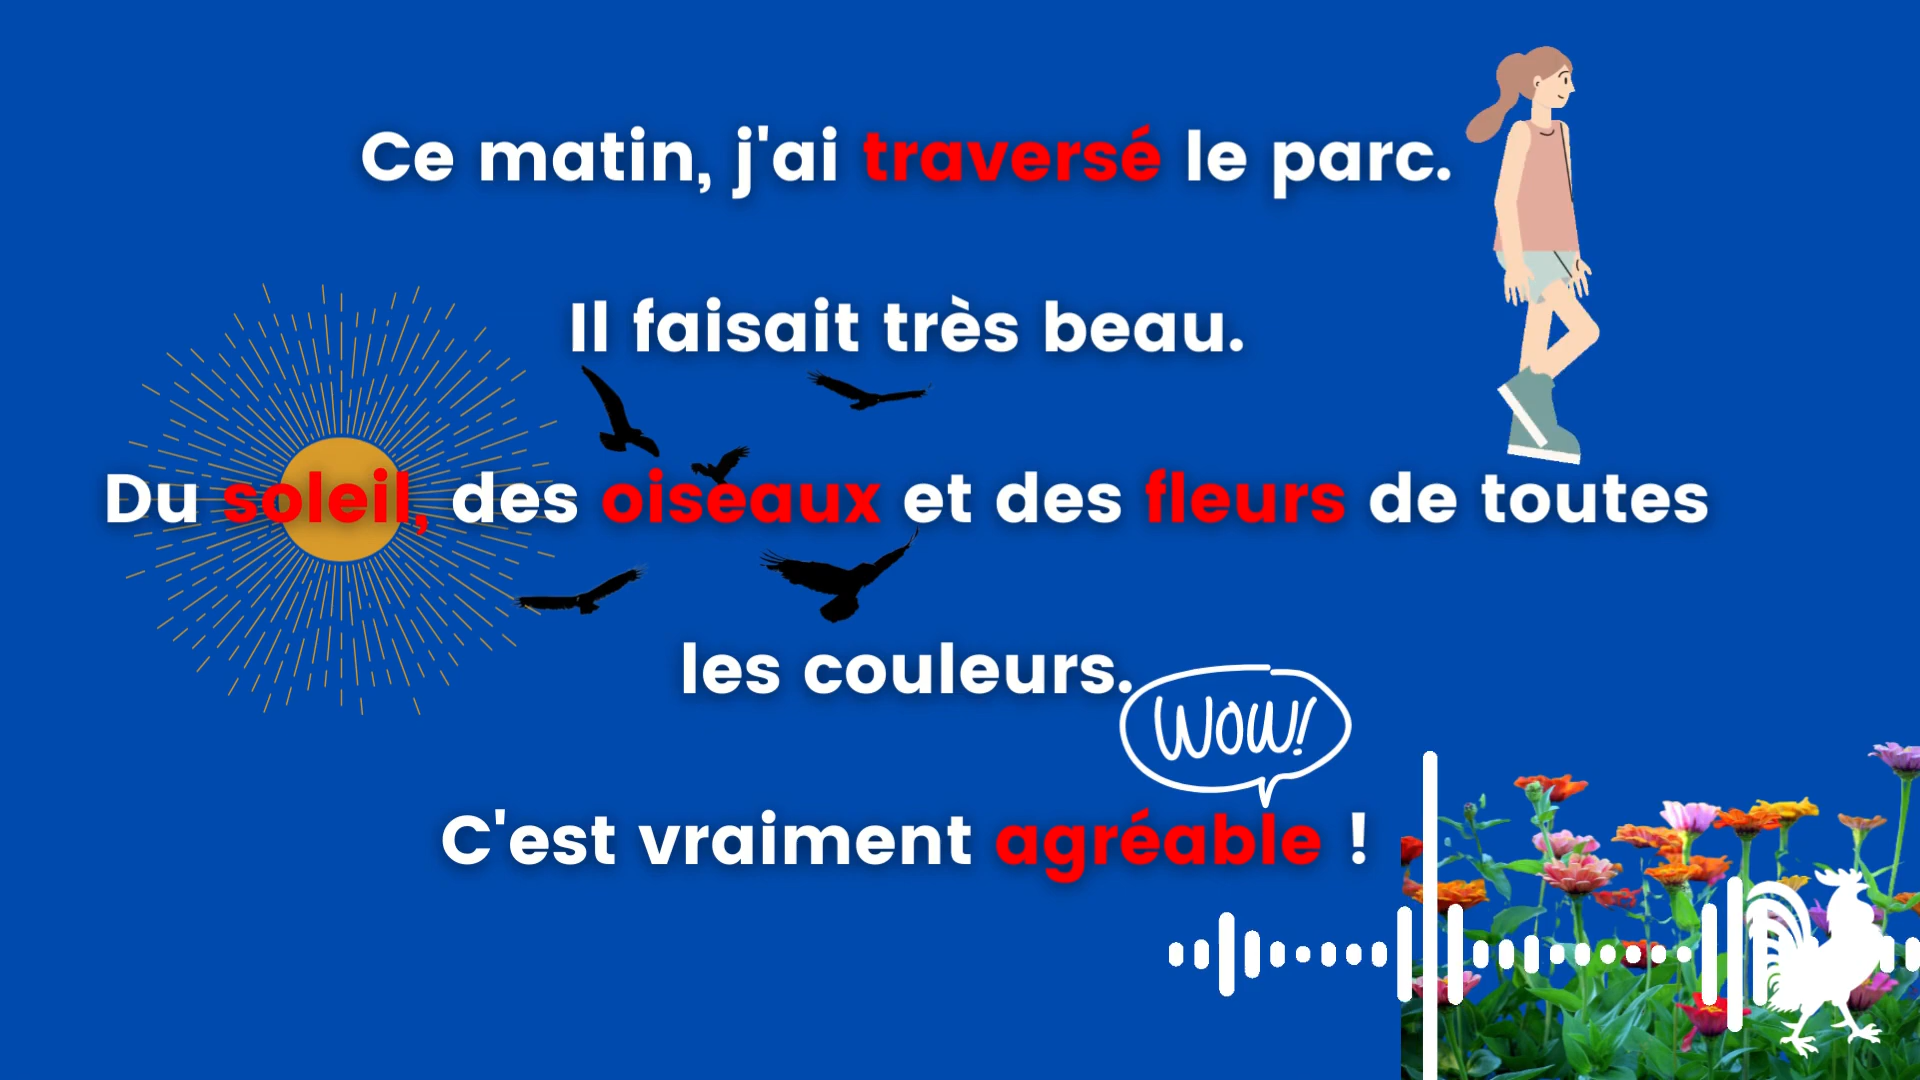 Ce matin, j'ai traversé le parc.
Il faisait très beau.
Du soleil, des oiseaux et des fleurs de toutes
les couleurs.
WOW!
C'est vraiment agréable !